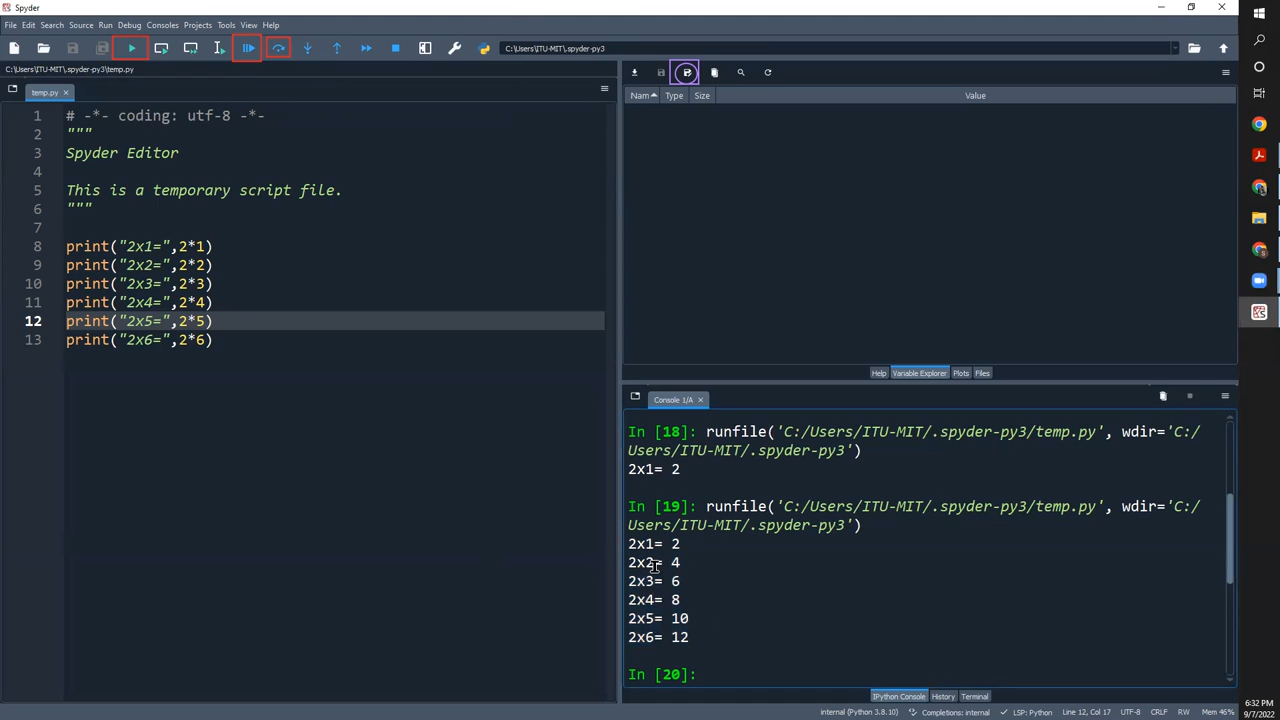 Spyder
File Edit Search Source Run Debug Consoles Projects Tools View Help
C:\Users\ITU-MIT\.spyder-py3
C:\Users\ITU-MIT\.spyder-py3\temp.py
temp.py
1 # -*- coding: utf-8 -*-
2 """
3 Spyder Editor
4
5 This is a temporary script file.
6 """
7
8 print("2x1=",2*1)
9 print("2x2=",2*2)
10 print("2x3=",2*3)
11 print("2x4=",2*4)
12 print("2x5=",2*5)
13 print("2x6=",2*6)
Nam Type Size Value
Help Variable Explorer Plots Files
Console 1/A
In [18]: runfile('C:/Users/ITU-MIT/.spyder-py3/temp.py', wdir='C:/
Users/ITU-MIT/.spyder-py3')
2x1= 2
In [19]: runfile('C:/Users/ITU-MIT/.spyder-py3/temp.py', wdir='C:/
Users/ITU-MIT/.spyder-py3')
2x1= 2
2x2= 4
2x3= 6
2x4= 8
2x5= 10
2x6= 12
In [20]:
IPython Console History Terminal
internal (Python 3.8.10) Completions: internal LSP: Python Line 12, Col 17 UTF-8 CRLF RW Mem 46%
6:32 PM
9/7/2022